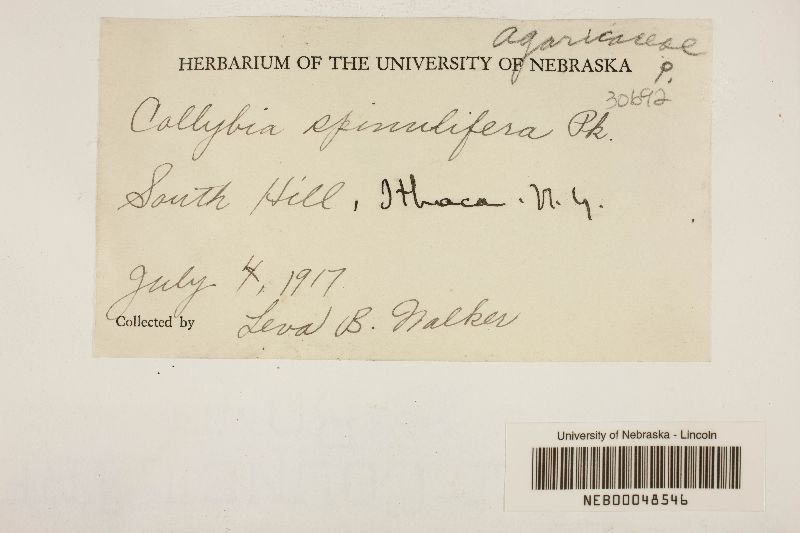 Agaricaceae
HERBARIUM OF THE UNIVERSITY OF NEBRASKA
P.
30692
Collybia spinulifera Pk.
South Hill, Ithaca. N.Y.
July 4, 1917
Collected by Leva B. Walker
University of Nebraska - Lincoln
NEB00048546